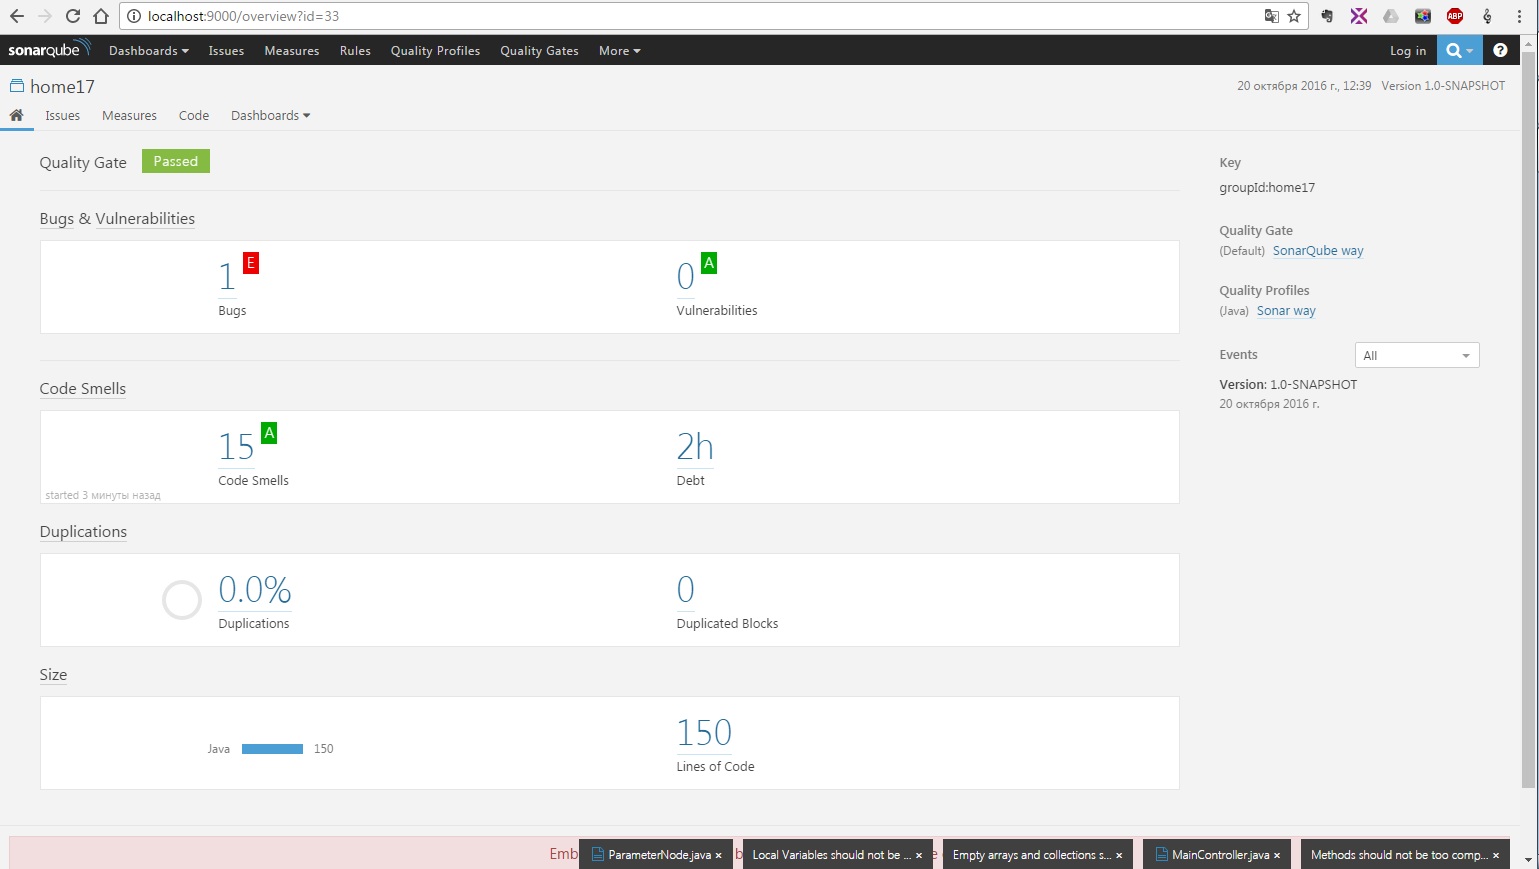 localhost:9000/overview?id=33
ABP
sonarqube Dashboards Issues Measures Rules Quality Profiles Quality Gates More Log in ?
home17
20 октября 2016 г., 12:39 Version 1.0-SNAPSHOT
Issues Measures Code Dashboards
Quality Gate Passed
Bugs & Vulnerabilities
1 E
Bugs
0 A
Vulnerabilities
Code Smells
15 A
Code Smells
2h
Debt
started 3 минуты назад
Duplications
0.0%
Duplications
0
Duplicated Blocks
Size
Java 150
150
Lines of Code
Key
groupId:home17
Quality Gate
(Default) SonarQube way
Quality Profiles
(Java) Sonar way
Events All
Version: 1.0-SNAPSHOT
20 октября 2016 г.
Emb ParameterNode.java × b Local Variables should not be ... × e Empty arrays and collections s... × MainController.java × Methods should not be too comp... ×